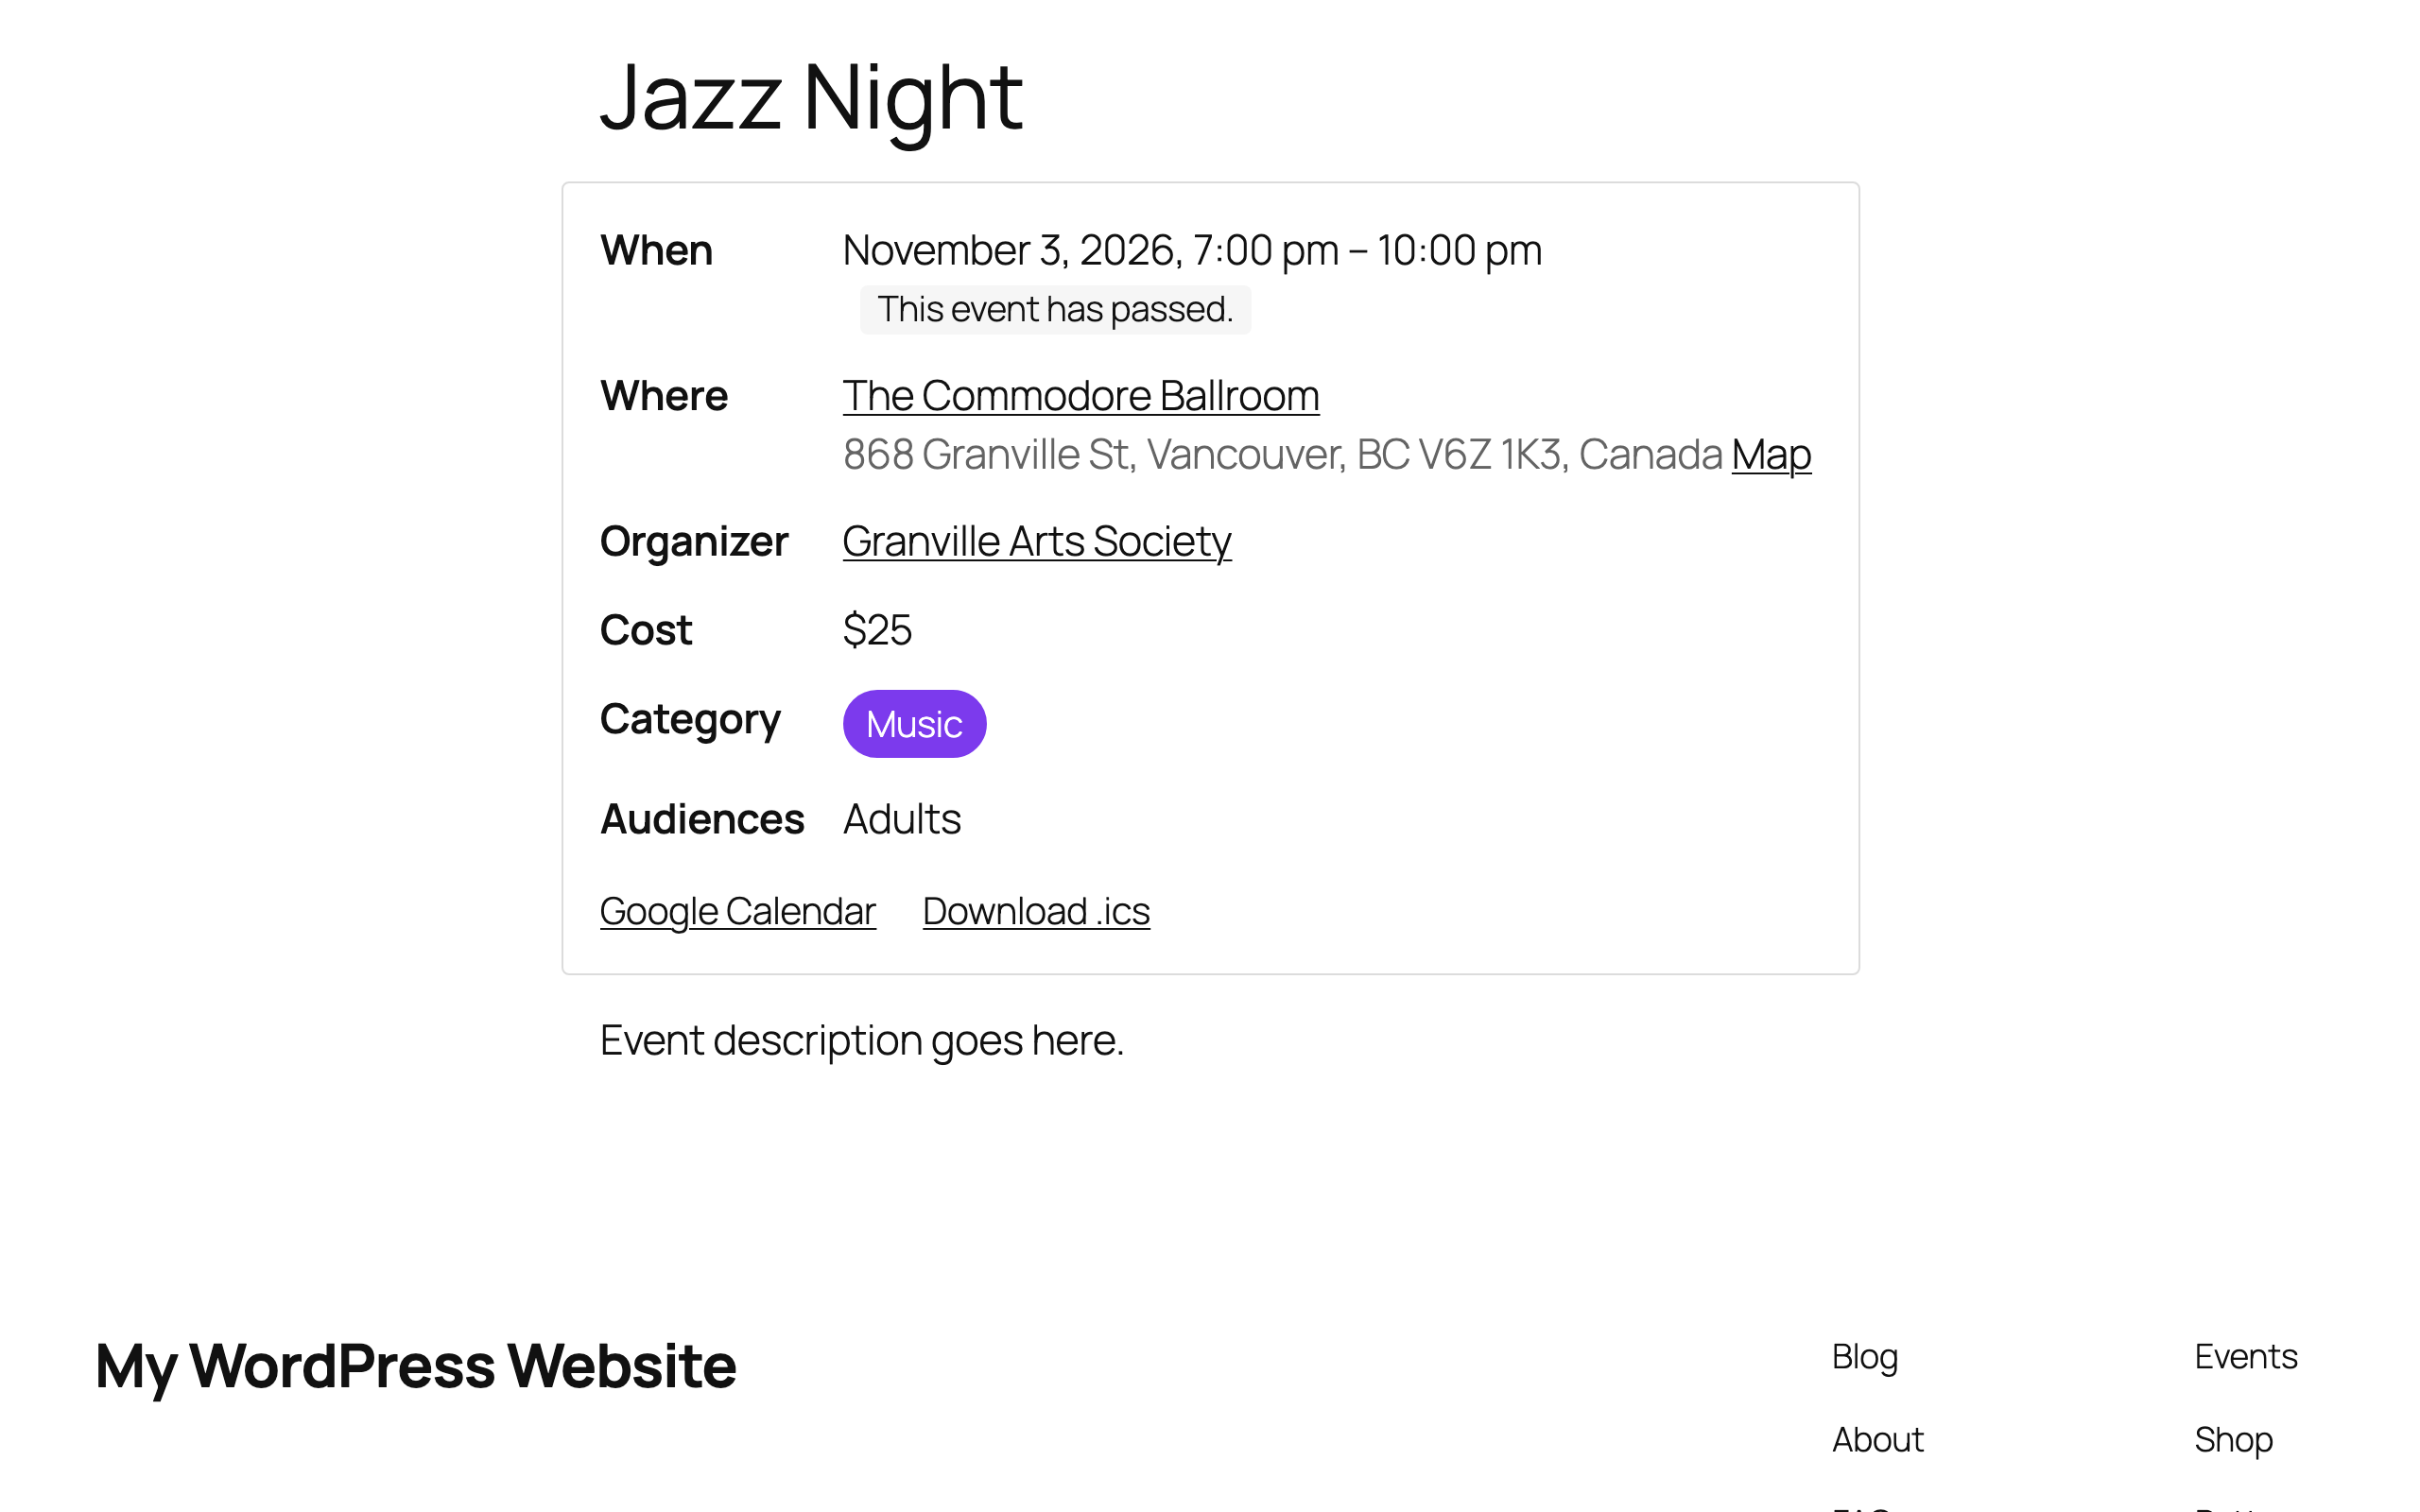 Jazz Night
When November 3, 2026, 7:00 pm – 10:00 pm
This event has passed.
Where The Commodore Ballroom
868 Granville St, Vancouver, BC V6Z 1K3, Canada Map
Organizer Granville Arts Society
Cost $25
Category Music
Audiences Adults
Google Calendar Download .ics
Event description goes here.
My WordPress Website
Blog Events
About Shop